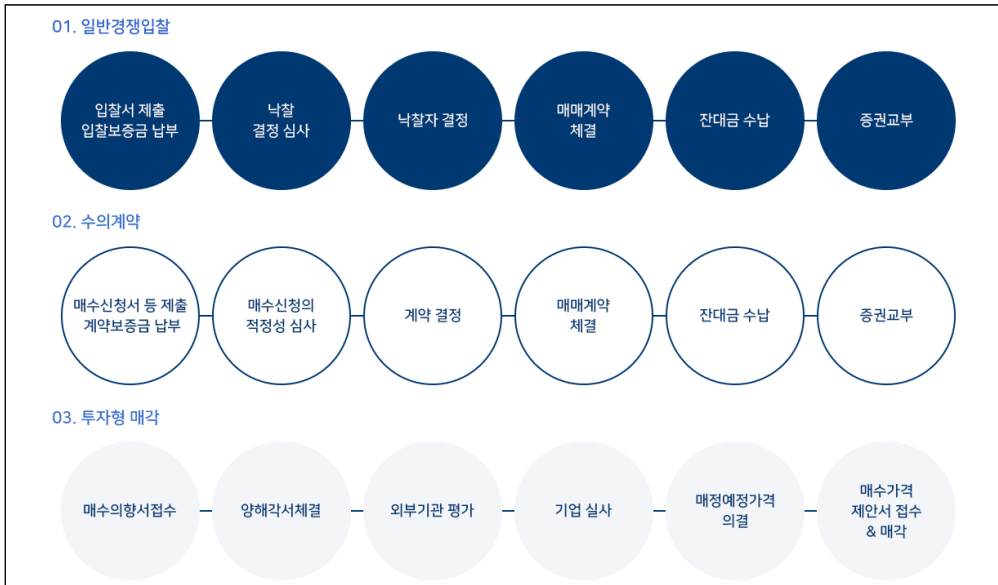 01. 일반경쟁입찰
입찰서 제출
입찰보증금 납부
낙찰
결정 심사
낙찰자 결정
매매계약
체결
잔대금 수납
증권교부
02. 수의계약
매수신청서 등 제출
계약보증금 납부
매수신청의
적정성 심사
계약 결정
매매계약
체결
잔대금 수납
증권교부
03. 투자형 매각
매수의향서접수
양해각서체결
외부기관 평가
기업 실사
매정예정가격
의결
매수가격
제안서 접수
& 매각